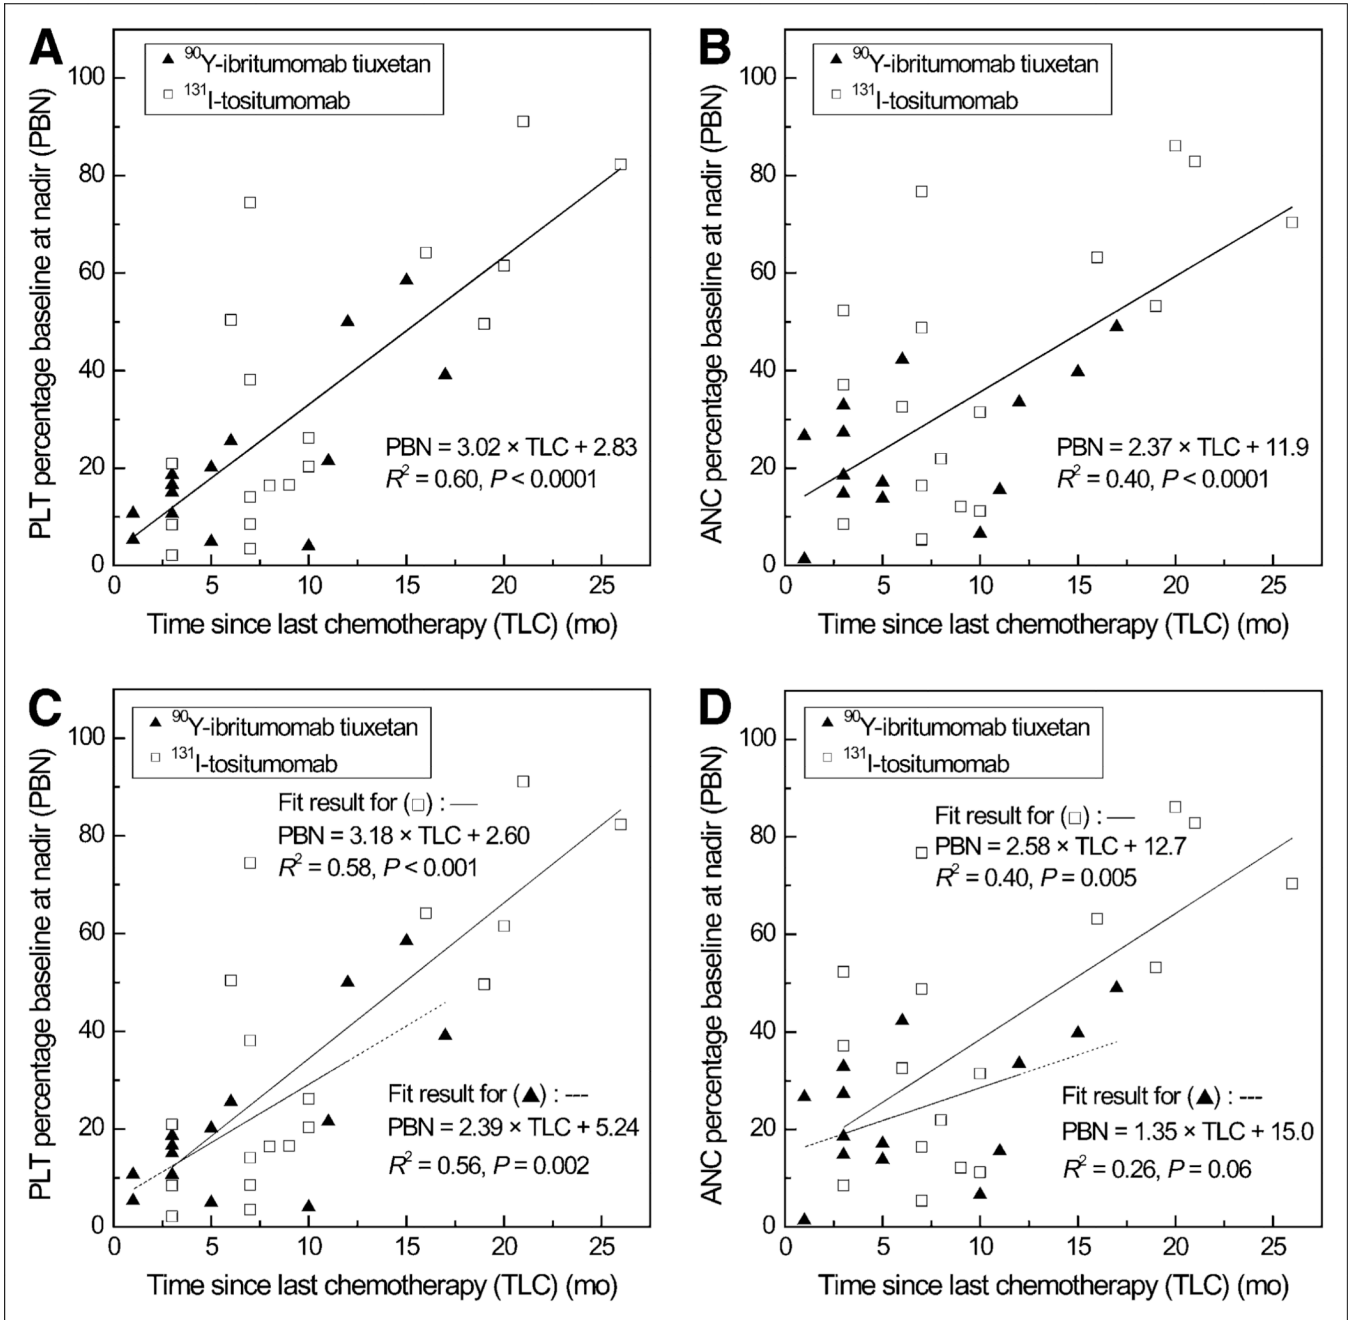 A
⁹⁰Y-ibritumomab tiuxetan
¹³¹I-tositumomab
PLT percentage baseline at nadir (PBN)
100
80
60
40
20
0
PBN = 3.02 × TLC + 2.83
R² = 0.60, P < 0.0001
0 5 10 15 20 25
Time since last chemotherapy (TLC) (mo)
B
⁹⁰Y-ibritumomab tiuxetan
¹³¹I-tositumomab
ANC percentage baseline at nadir (PBN)
100
80
60
40
20
0
PBN = 2.37 × TLC + 11.9
R² = 0.40, P < 0.0001
0 5 10 15 20 25
Time since last chemotherapy (TLC) (mo)
C
⁹⁰Y-ibritumomab tiuxetan
¹³¹I-tositumomab
PLT percentage baseline at nadir (PBN)
100
80
60
40
20
0
Fit result for (□) : —
PBN = 3.18 × TLC + 2.60
R² = 0.58, P < 0.001
Fit result for (▲) : ---
PBN = 2.39 × TLC + 5.24
R² = 0.56, P = 0.002
0 5 10 15 20 25
Time since last chemotherapy (TLC) (mo)
D
⁹⁰Y-ibritumomab tiuxetan
¹³¹I-tositumomab
ANC percentage baseline at nadir (PBN)
100
80
60
40
20
0
Fit result for (□) : —
PBN = 2.58 × TLC + 12.7
R² = 0.40, P = 0.005
Fit result for (▲) : ---
PBN = 1.35 × TLC + 15.0
R² = 0.26, P = 0.06
0 5 10 15 20 25
Time since last chemotherapy (TLC) (mo)